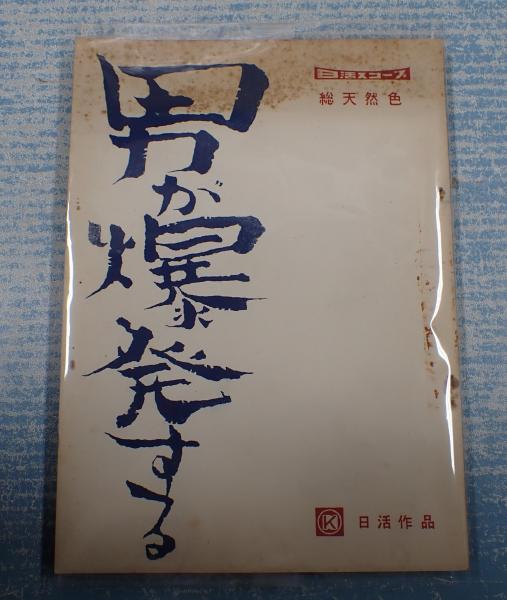 日活スコープ
総天然色
男が爆発する
K
日活作品